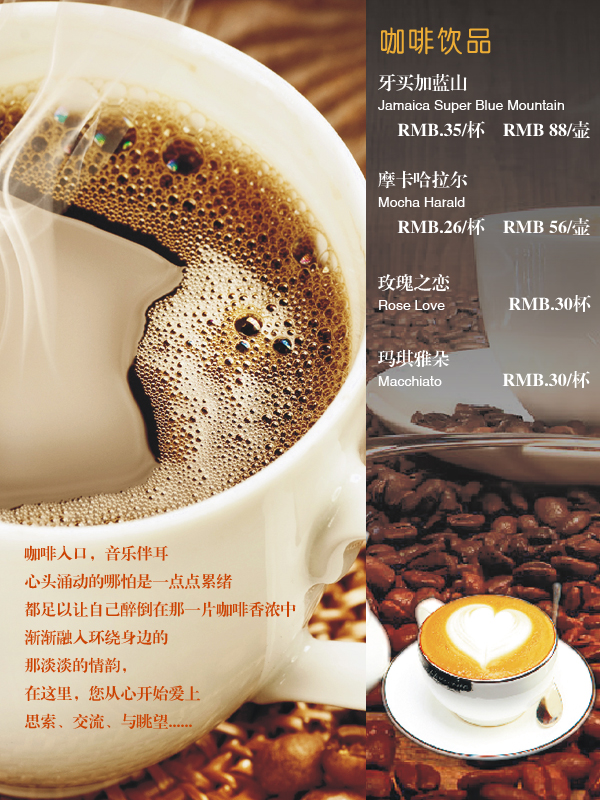 咖啡饮品
牙买加蓝山
Jamaica Super Blue Mountain
RMB.35/杯 RMB 88/壶
摩卡哈拉尔
Mocha Harald
RMB.26/杯 RMB 56/壶
玫瑰之恋
Rose Love RMB.30杯
玛琪雅朵
Macchiato RMB.30/杯
咖啡入口，音乐伴耳
心头涌动的哪怕是一点点累绪
都足以让自己醉倒在那一片咖啡香浓中
渐渐融入环绕身边的
那淡淡的情韵，
在这里，您从心开始爱上
思索、交流、与眺望......